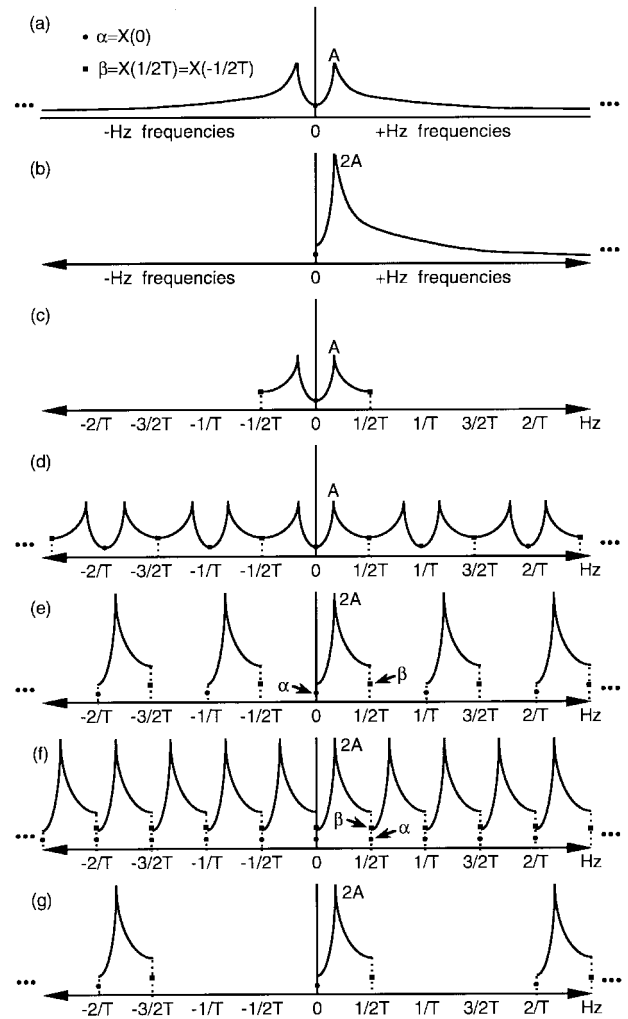 (a)
• α=X(0)
A
■ β=X(1/2T)=X(-1/2T)
••• •••
-Hz frequencies 0 +Hz frequencies
(b)
2A
•••
-Hz frequencies 0 +Hz frequencies
(c)
A
-2/T -3/2T -1/T -1/2T 0 1/2T 1/T 3/2T 2/T Hz
(d)
A
••• •••
-2/T -3/2T -1/T -1/2T 0 1/2T 1/T 3/2T 2/T Hz
(e)
2A
α β
••• •••
-2/T -3/2T -1/T -1/2T 0 1/2T 1/T 3/2T 2/T Hz
(f)
2A
β α
••• •••
-2/T -3/2T -1/T -1/2T 0 1/2T 1/T 3/2T 2/T Hz
(g)
2A
••• •••
-2/T -3/2T -1/T -1/2T 0 1/2T 1/T 3/2T 2/T Hz